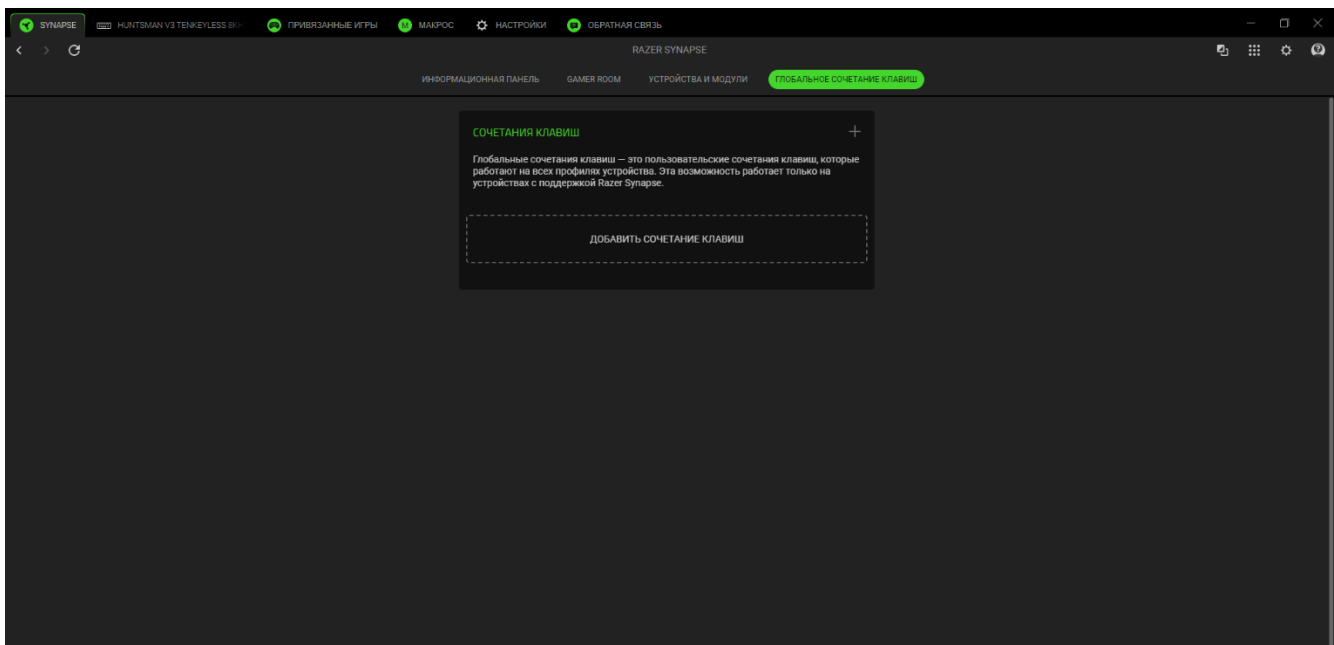 SYNAPSE
HUNTSMAN V3 TENKEYLESS 8KH
ПРИВЯЗАННЫЕ ИГРЫ
МАКРОС
НАСТРОЙКИ
ОБРАТНАЯ СВЯЗЬ
RAZER SYNAPSE
ИНФОРМАЦИОННАЯ ПАНЕЛЬ
GAMER ROOM
УСТРОЙСТВА И МОДУЛИ
ГЛОБАЛЬНОЕ СОЧЕТАНИЕ КЛАВИШ
СОЧЕТАНИЯ КЛАВИШ
Глобальные сочетания клавиш — это пользовательские сочетания клавиш, которые
работают на всех профилях устройства. Эта возможность работает только на
устройствах с поддержкой Razer Synapse.
ДОБАВИТЬ СОЧЕТАНИЕ КЛАВИШ